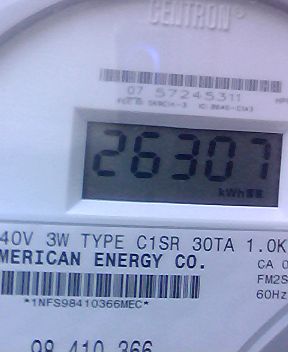 CENTRON®
07 57245311
26307
kWh
40V 3W TYPE C1SR 30TA 1.0K
MERICAN ENERGY CO.
CA 0
FM2S
60Hz
*1NFS98410366MEC*
98 410 366